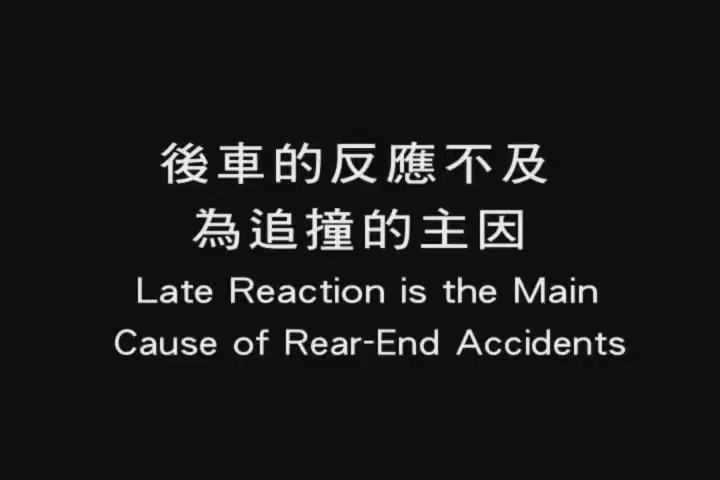 後車的反應不及
為追撞的主因
Late Reaction is the Main
Cause of Rear-End Accidents